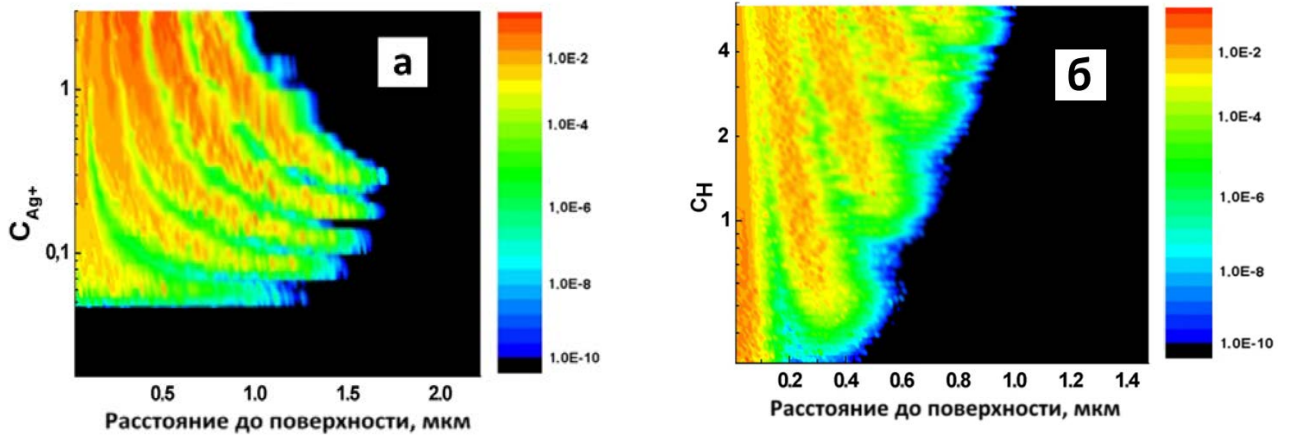 а
C Ag+
1
0,1
0.5 1.0 1.5 2.0
Расстояние до поверхности, мкм
1.0E-2
1.0E-4
1.0E-6
1.0E-8
1.0E-10
б
C H
4
2
1
0.2 0.4 0.6 0.8 1.0 1.2 1.4
Расстояние до поверхности, мкм
1.0E-2
1.0E-4
1.0E-6
1.0E-8
1.0E-10